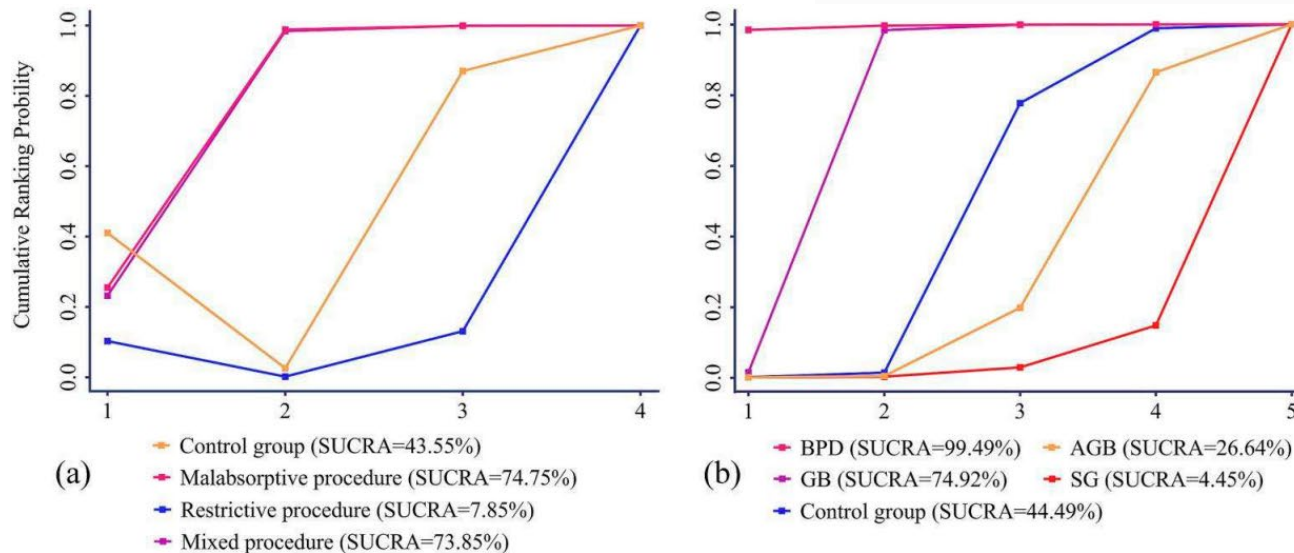 (a)
Cumulative Ranking Probility
1.0
0.8
0.6
0.4
0.2
0.0
1 2 3 4
Control group (SUCRA=43.55%)
Malabsorptive procedure (SUCRA=74.75%)
Restrictive procedure (SUCRA=7.85%)
Mixed procedure (SUCRA=73.85%)
(b)
1.0
0.8
0.6
0.4
0.2
0.0
1 2 3 4 5
BPD (SUCRA=99.49%) AGB (SUCRA=26.64%)
GB (SUCRA=74.92%) SG (SUCRA=4.45%)
Control group (SUCRA=44.49%)